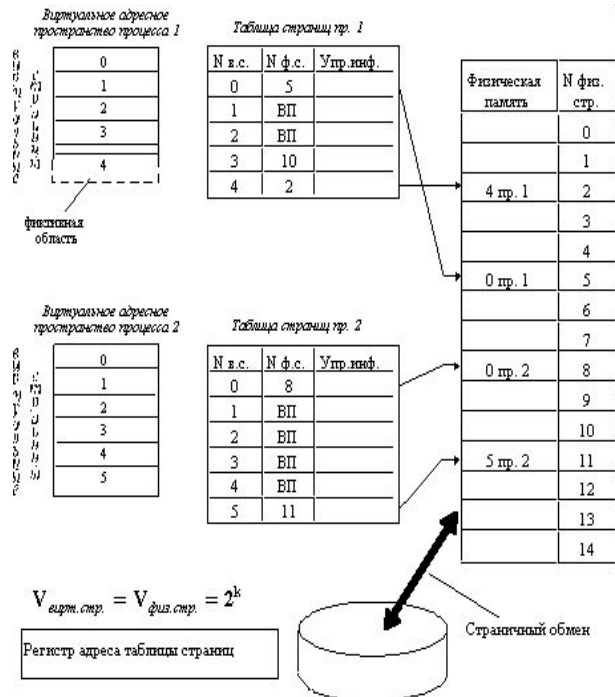 Виртуальное адресное
пространство процесса 1
0
1
2
3
4
фиктивная
область
Таблица страниц пр. 1
N в.с. N ф.с. Упр.инф.
0 5
1 ВП
2 ВП
3 10
4 2
Физическая память N физ. стр.
0
1
4 пр. 1 2
3
4
0 пр. 1 5
6
7
0 пр. 2 8
9
10
5 пр. 2 11
12
13
14
Виртуальное адресное
пространство процесса 2
0
1
2
3
4
5
Таблица страниц пр. 2
N в.с. N ф.с. Упр.инф.
0 8
1 ВП
2 ВП
3 ВП
4 ВП
5 11
V вирт.стр. = V физ.стр. = 2^k
Регистр адреса таблицы страниц
Страничный обмен